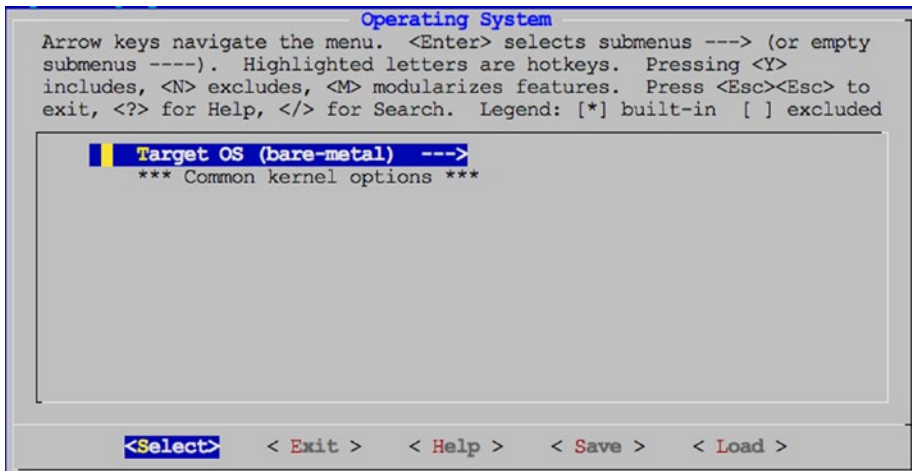 Operating System
Arrow keys navigate the menu.  <Enter> selects submenus ---> (or empty
submenus ----).  Highlighted letters are hotkeys.  Pressing <Y>
includes, <N> excludes, <M> modularizes features.  Press <Esc><Esc> to
exit, <?> for Help, </> for Search.  Legend: [*] built-in  [ ] excluded
Target OS (bare-metal)  --->
*** Common kernel options ***
<Select>    < Exit >    < Help >    < Save >    < Load >